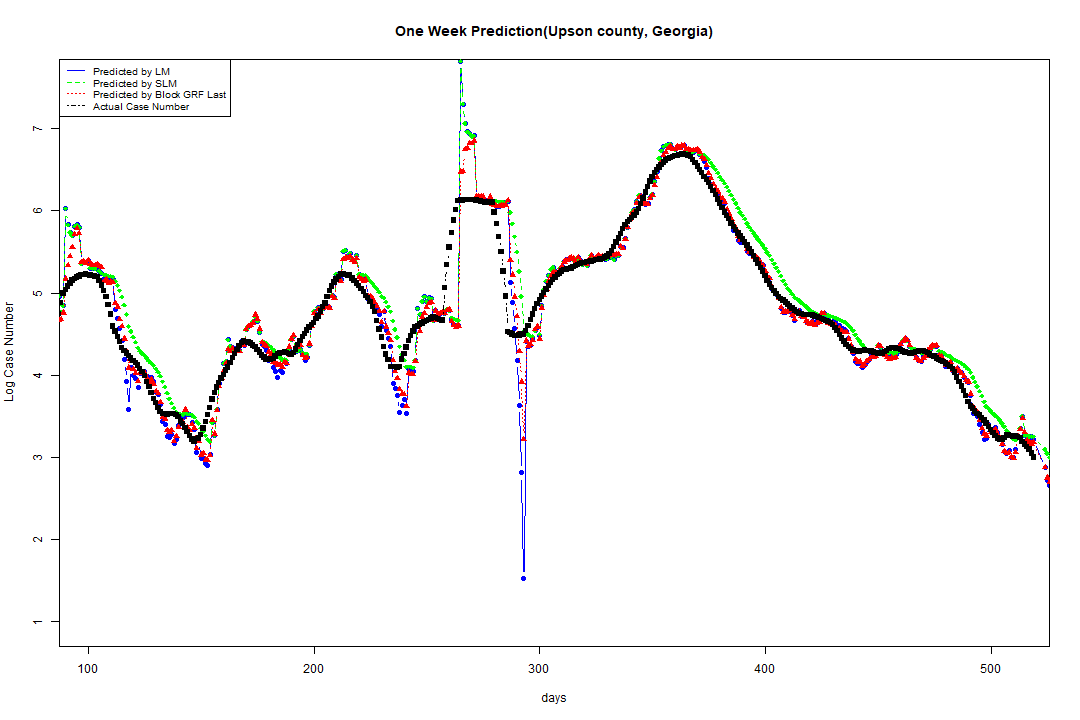 One Week Prediction(Upson county, Georgia)
Predicted by LM
Predicted by SLM
Predicted by Block GRF Last
Actual Case Number
Log Case Number
7
6
5
4
3
2
1
100 200 300 400 500
days